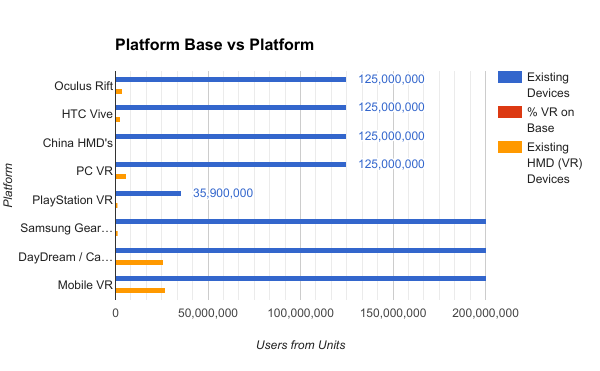 Platform Base vs Platform
Oculus Rift
HTC Vive
China HMD's
PC VR
PlayStation VR
Samsung Gear…
DayDream / Ca…
Mobile VR
Platform
125,000,000
125,000,000
125,000,000
125,000,000
35,900,000
0
50,000,000
100,000,000
150,000,000
200,000,000
Users from Units
Existing
Devices
% VR on
Base
Existing
HMD (VR)
Devices